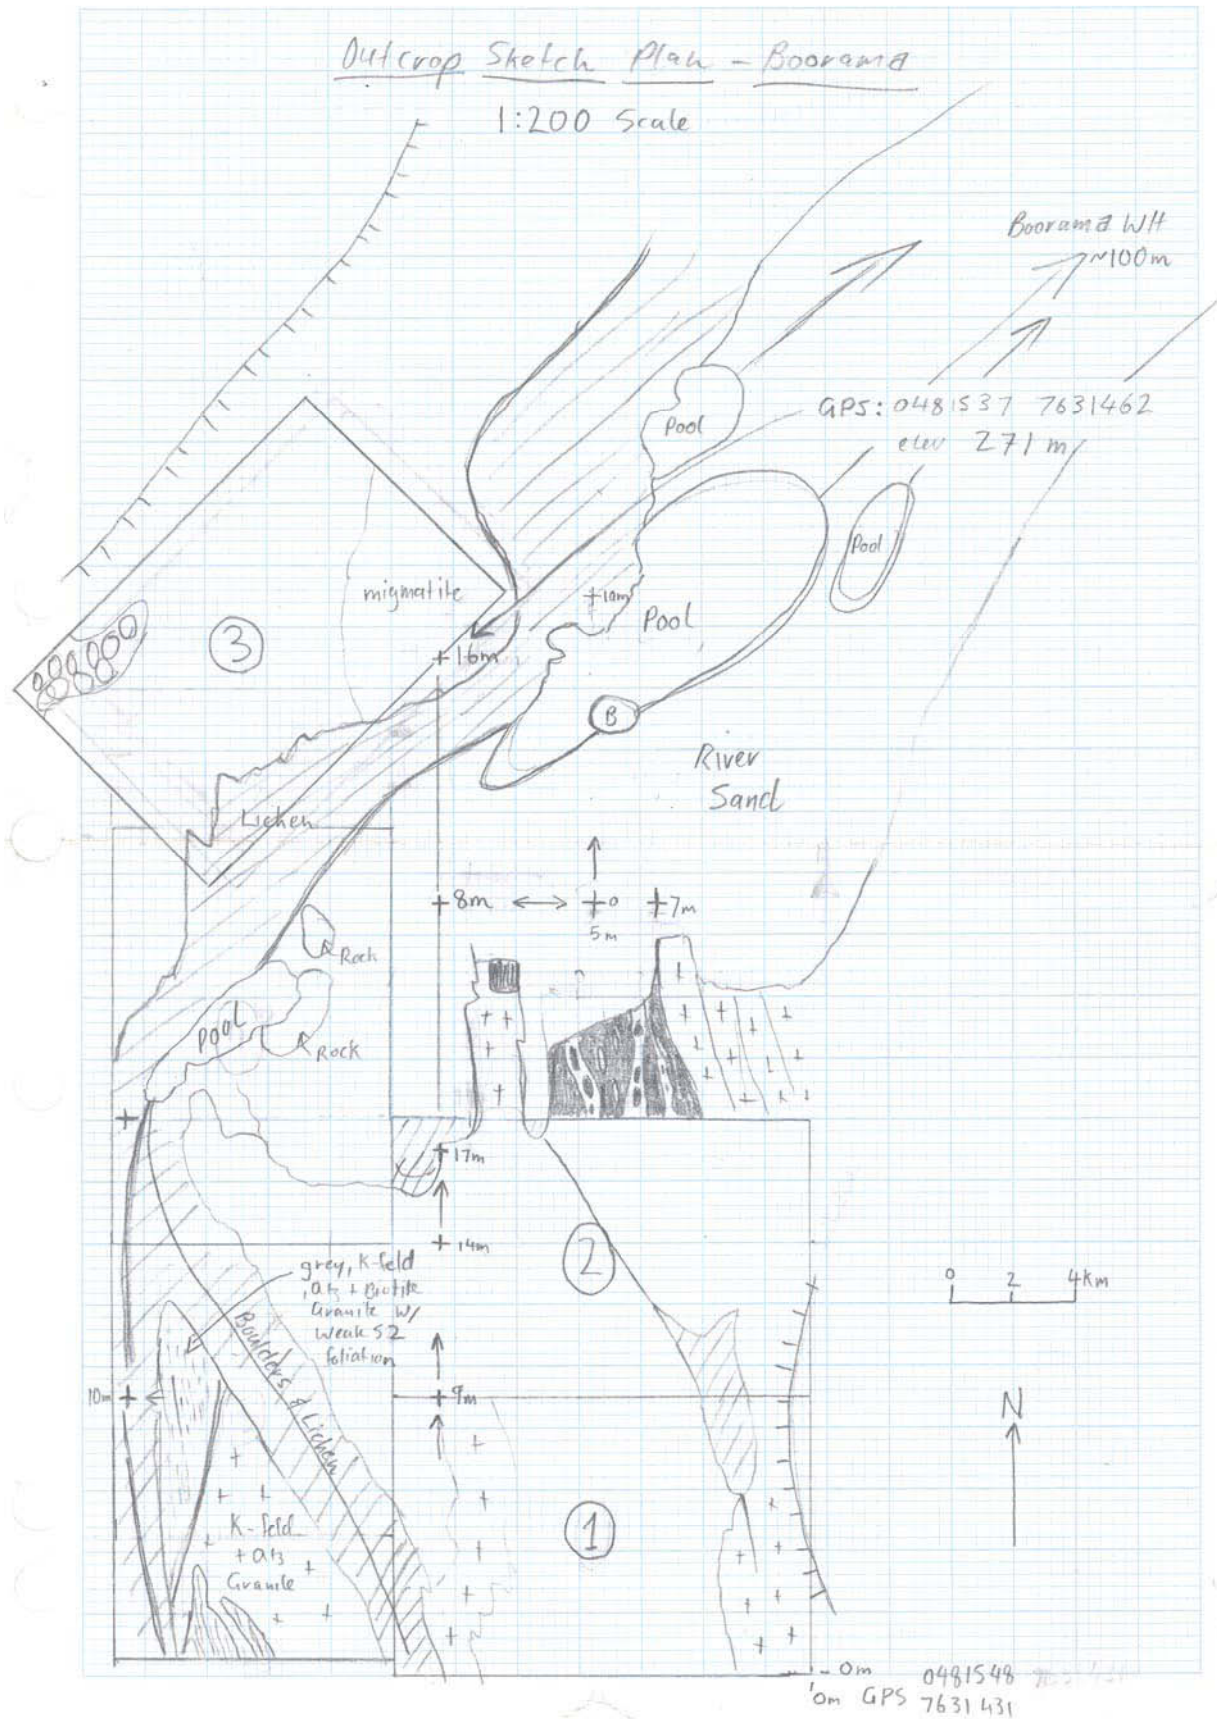 Outcrop Sketch Plan - Boorama
1:200 Scale
Boorama WH
~100m
GPS: 0481537 7631462
elev 271 m
Pool
Pool
migmatite
10m
Pool
3
16m
B
River
Sand
Lichen
8m
0
7m
5m
Rock
Pool
Rock
17m
2
14m
grey, K-feld
, Qtz + Biotite
Granite w/
weak S2
foliation
0 2 4km
Boulders & Lichen
10m
9m
N
1
K-feld
+ Qtz
Granite
- 0m
0m GPS 0481548
7631431